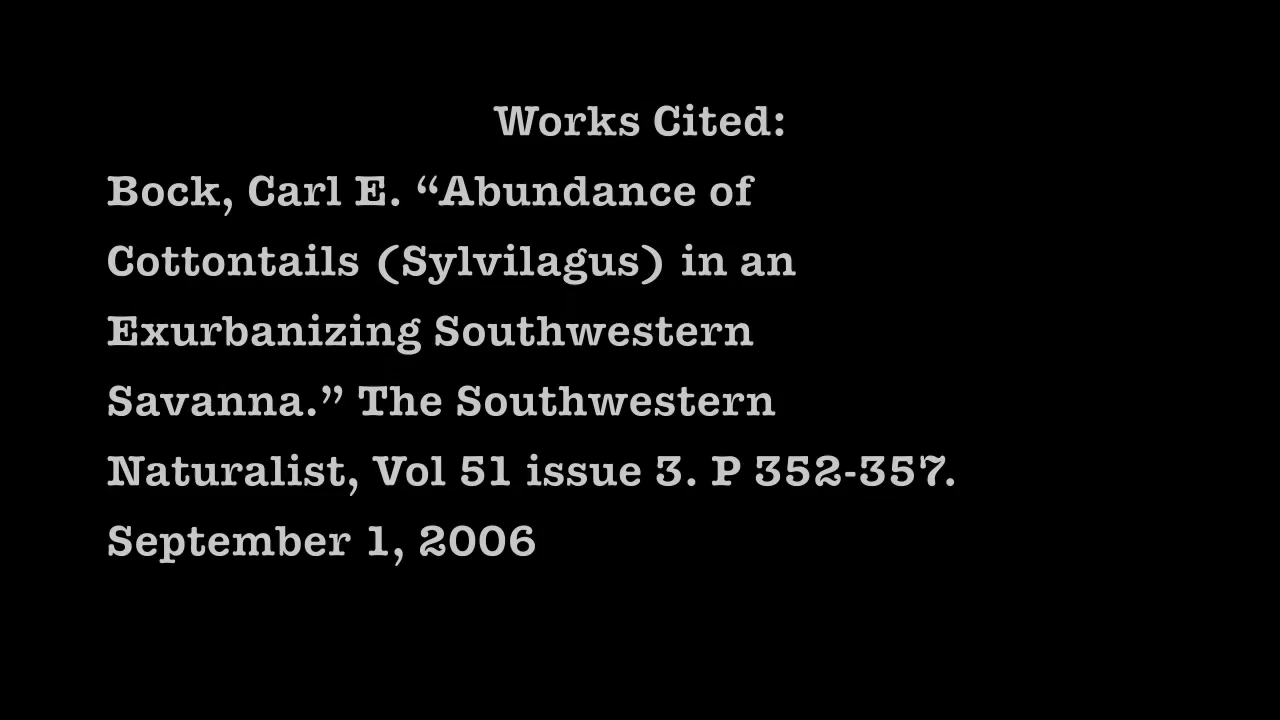 Works Cited:
Bock, Carl E. “Abundance of
Cottontails (Sylvilagus) in an
Exurbanizing Southwestern
Savanna.” The Southwestern
Naturalist, Vol 51 issue 3. P 352-357.
September 1, 2006